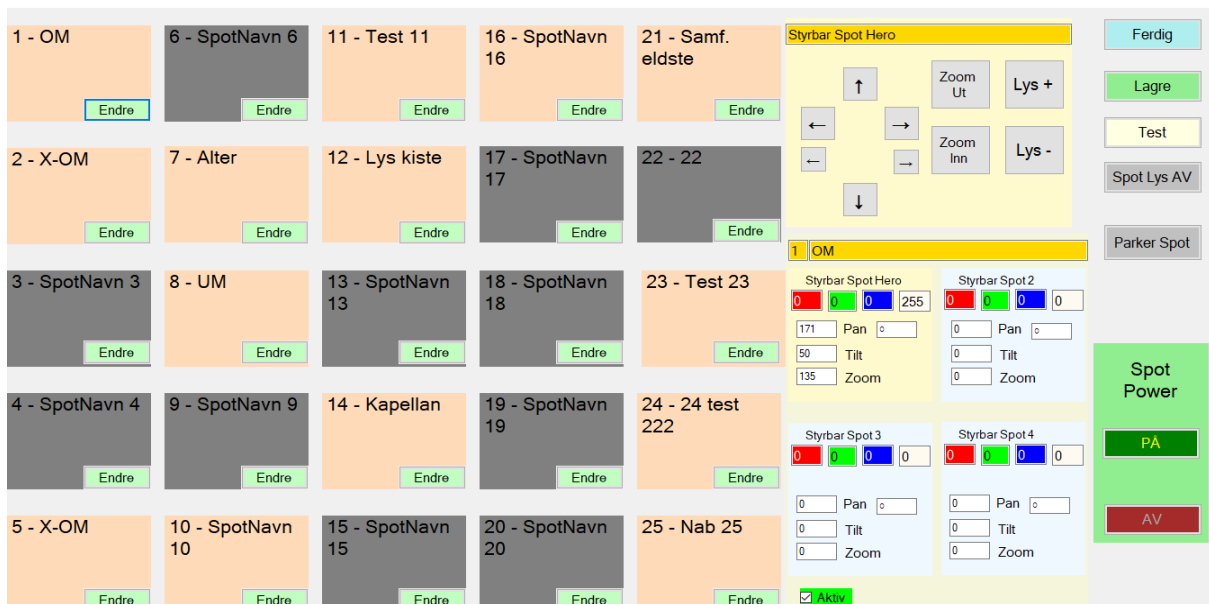 1 - OM
Endre
6 - SpotNavn 6
Endre
11 - Test 11
Endre
16 - SpotNavn
16
Endre
21 - Samf.
eldste
Endre
2 - X-OM
Endre
7 - Alter
Endre
12 - Lys kiste
Endre
17 - SpotNavn
17
Endre
22 - 22
Endre
3 - SpotNavn 3
Endre
8 - UM
Endre
13 - SpotNavn
13
Endre
18 - SpotNavn
18
Endre
23 - Test 23
Endre
4 - SpotNavn 4
Endre
9 - SpotNavn 9
Endre
14 - Kapellan
Endre
19 - SpotNavn
19
Endre
24 - 24 test
222
Endre
5 - X-OM
Endre
10 - SpotNavn
10
Endre
15 - SpotNavn
15
Endre
20 - SpotNavn
20
Endre
25 - Nab 25
Endre
Styrbar Spot Hero
↑
← →
← →
↓
Zoom
Ut
Lys +
Zoom
Inn
Lys -
1 OM
Styrbar Spot Hero
0 0 0 255
171 Pan 0
50 Tilt
135 Zoom
Styrbar Spot 2
0 0 0 0
0 Pan 0
0 Tilt
0 Zoom
Styrbar Spot 3
0 0 0 0
0 Pan 0
0 Tilt
0 Zoom
Styrbar Spot 4
0 0 0 0
0 Pan 0
0 Tilt
0 Zoom
Aktiv
Ferdig
Lagre
Test
Spot Lys AV
Parker Spot
Spot
Power
PÅ
AV